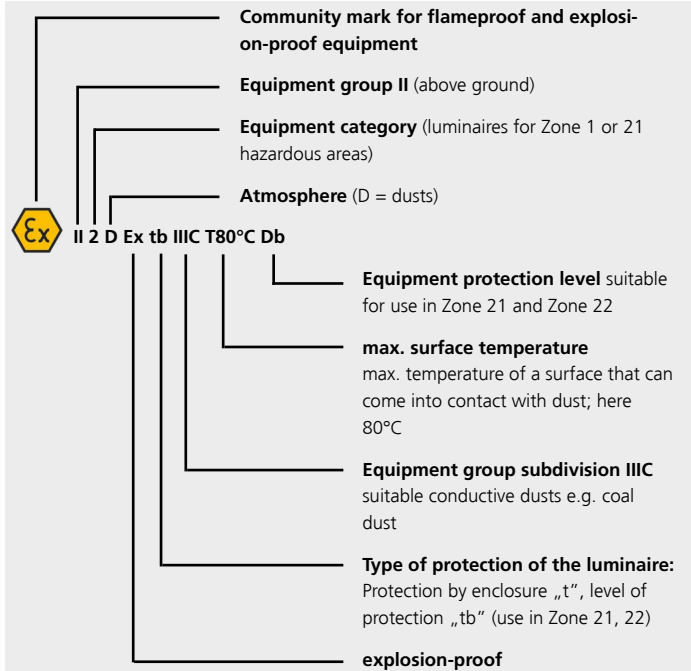 Community mark for flameproof and explosi-
on-proof equipment
Equipment group II (above ground)
Equipment category (luminaires for Zone 1 or 21
hazardous areas)
Atmosphere (D = dusts)
Ex II 2 D Ex tb IIIC T80°C Db
Equipment protection level suitable
for use in Zone 21 and Zone 22
max. surface temperature
max. temperature of a surface that can
come into contact with dust; here
80°C
Equipment group subdivision IIIC
suitable conductive dusts e.g. coal
dust
Type of protection of the luminaire:
Protection by enclosure „t”, level of
protection „tb” (use in Zone 21, 22)
explosion-proof